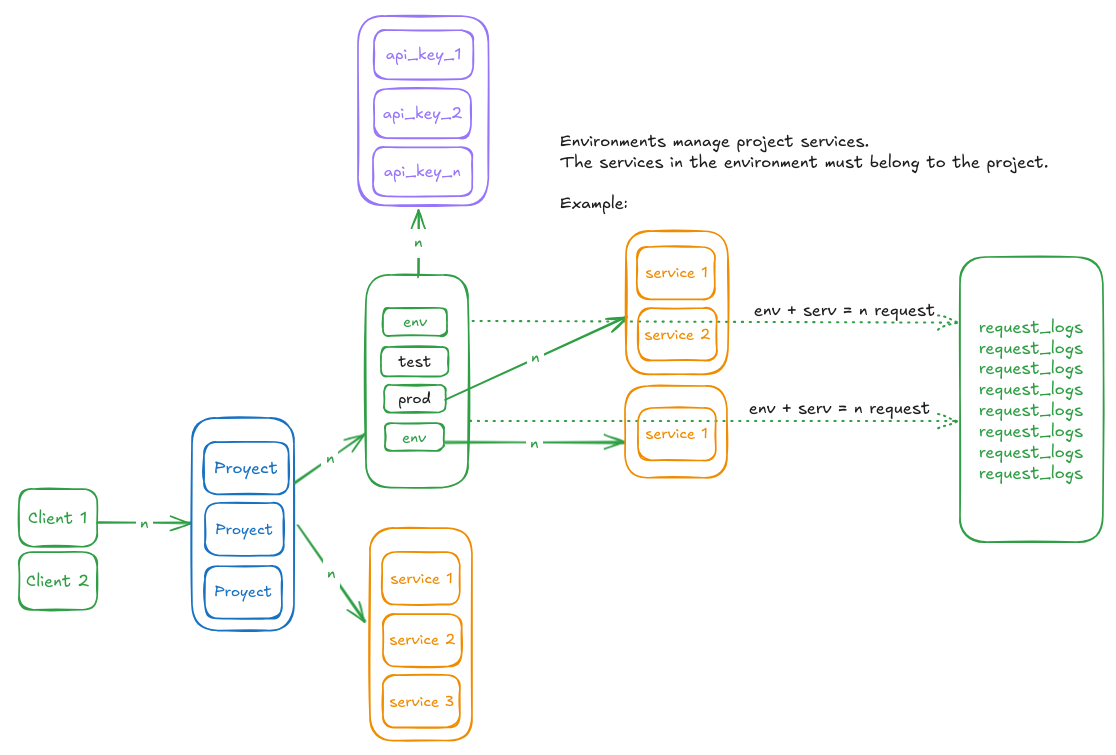 api_key_1
api_key_2
api_key_n
n
Environments manage project services.
The services in the environment must belong to the project.
Example:
env
test
prod
env
n
n
service 1
service 2
service 1
env + serv = n request
env + serv = n request
request_logs
request_logs
request_logs
request_logs
request_logs
request_logs
request_logs
request_logs
Client 1
Client 2
n
Proyect
Proyect
Proyect
n
n
service 1
service 2
service 3